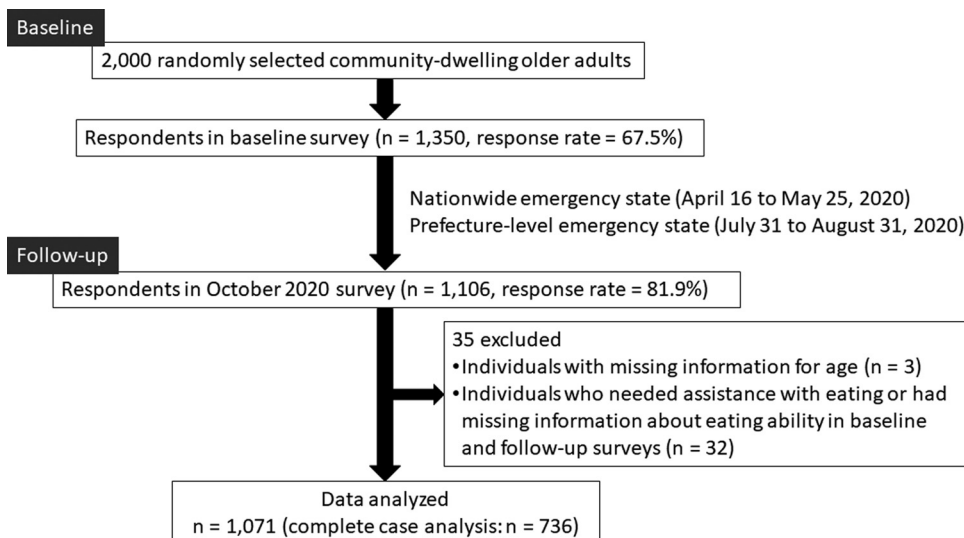 Baseline
2,000 randomly selected community-dwelling older adults
Respondents in baseline survey (n = 1,350, response rate = 67.5%)
Nationwide emergency state (April 16 to May 25, 2020)
Prefecture-level emergency state (July 31 to August 31, 2020)
Follow-up
Respondents in October 2020 survey (n = 1,106, response rate = 81.9%)
35 excluded
•Individuals with missing information for age (n = 3)
•Individuals who needed assistance with eating or had
missing information about eating ability in baseline
and follow-up surveys (n = 32)
Data analyzed
n = 1,071 (complete case analysis: n = 736)